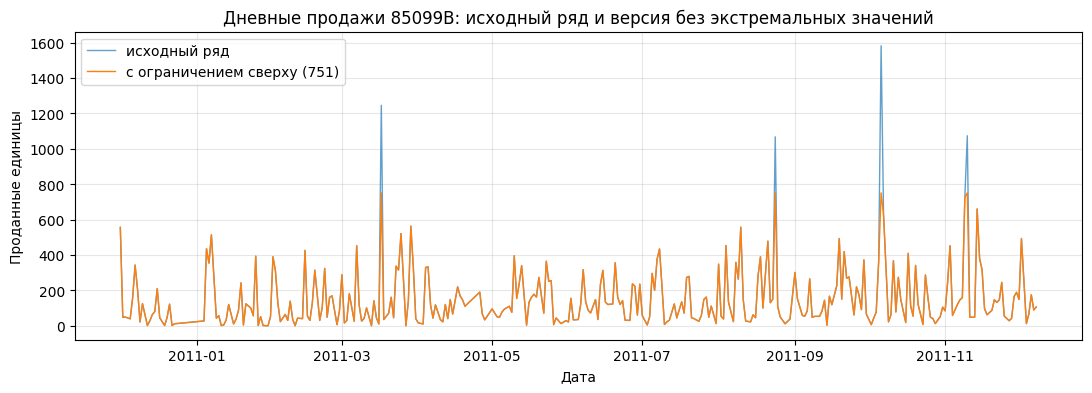 Дневные продажи 85099B: исходный ряд и версия без экстремальных значений
исходный ряд
с ограничением сверху (751)
Проданные единицы
1600
1400
1200
1000
800
600
400
200
0
2011-01 2011-03 2011-05 2011-07 2011-09 2011-11
Дата